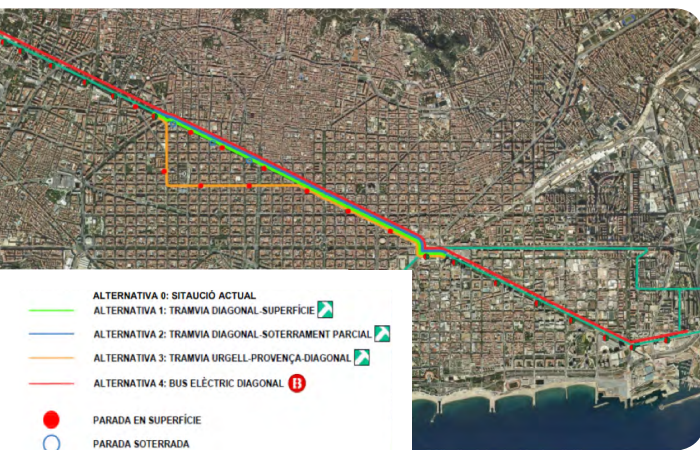 ALTERNATIVA 0: SITAUCIÓ ACTUAL
ALTERNATIVA 1: TRAMVIA DIAGONAL-SUPERFÍCIE
ALTERNATIVA 2: TRAMVIA DIAGONAL-SOTERRAMENT PARCIAL
ALTERNATIVA 3: TRAMVIA URGELL-PROVENÇA-DIAGONAL
ALTERNATIVA 4: BUS ELÈCTRIC DIAGONAL B
PARADA EN SUPERFÍCIE
PARADA SOTERRADA